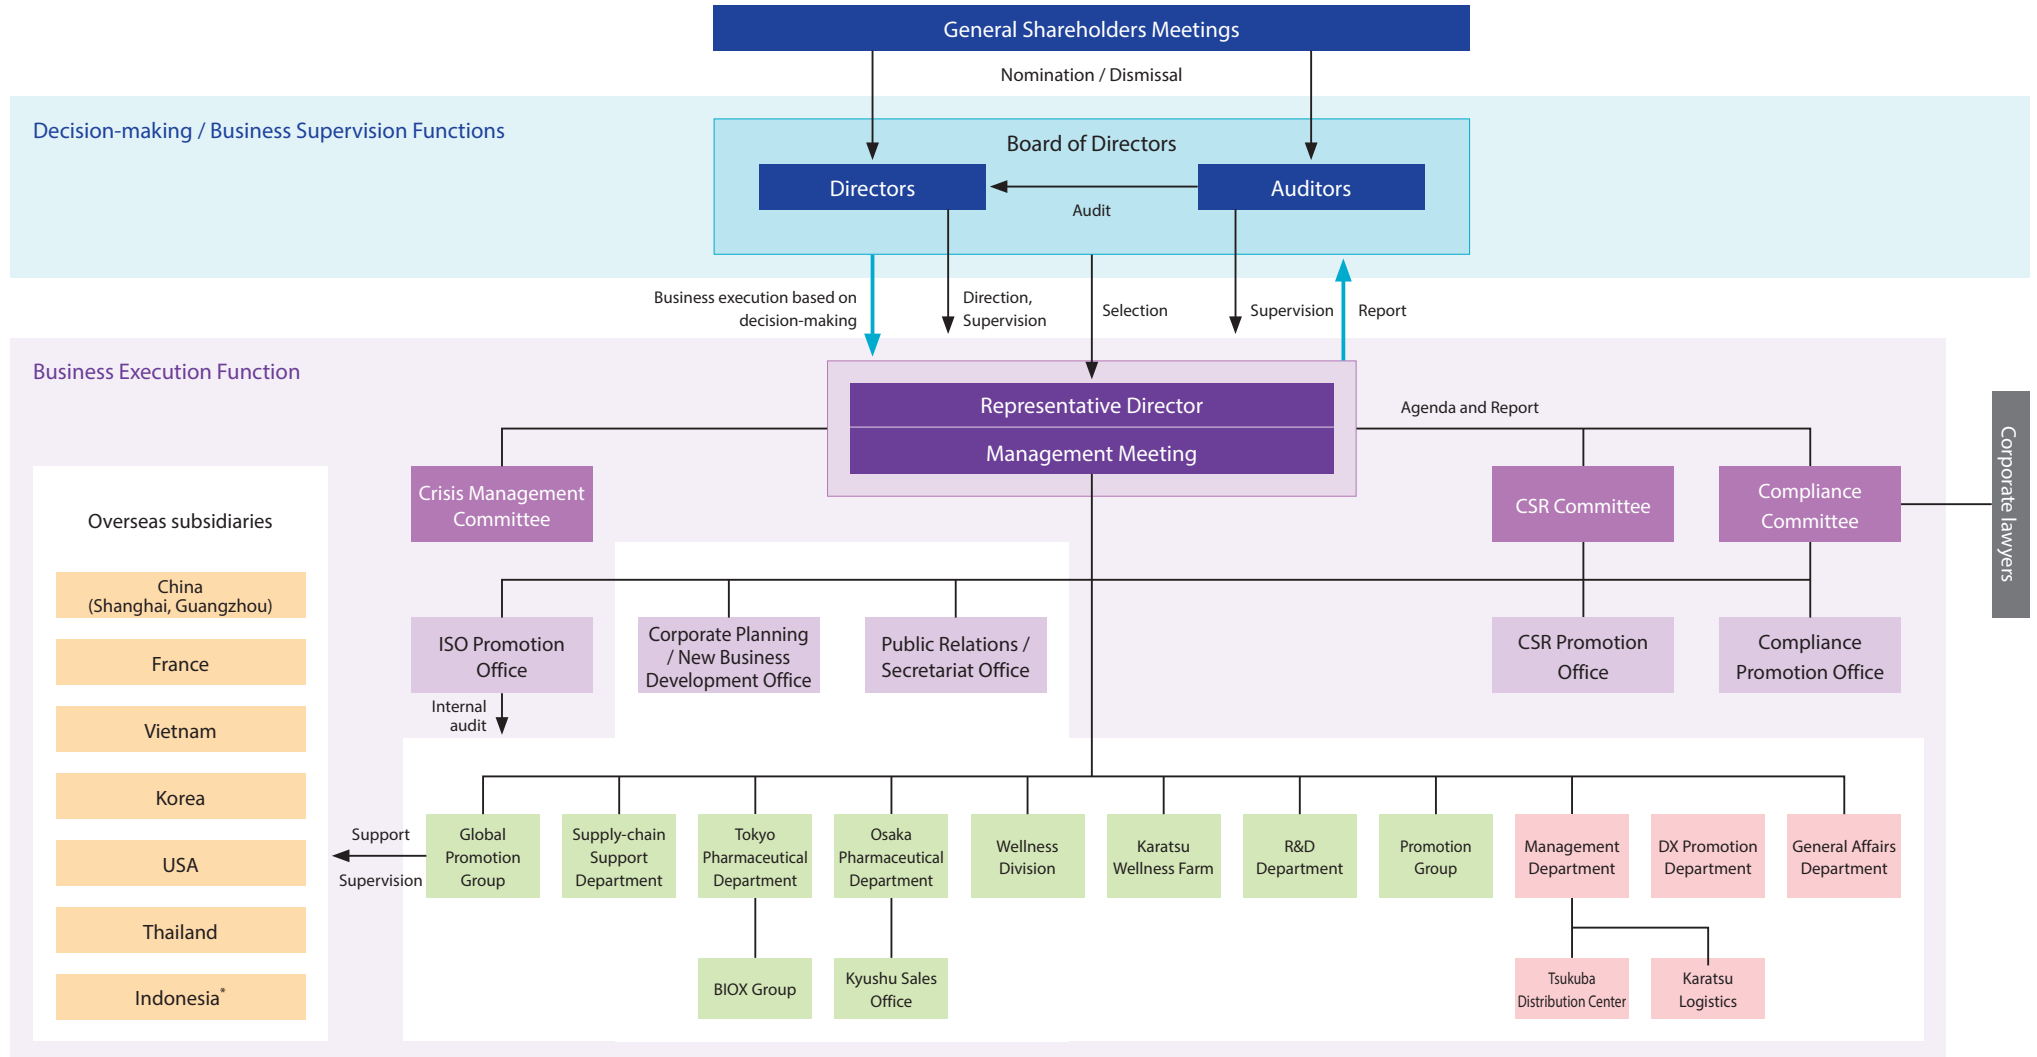 General Shareholders Meetings
Nomination / Dismissal
Decision-making / Business Supervision Functions
Board of Directors
Directors
Auditors
Audit
Business execution based on
decision-making
Direction,
Supervision
Selection
Supervision
Report
Business Execution Function
Representative Director
Management Meeting
Agenda and Report
Corporate lawyers
Crisis Management
Committee
CSR Committee
Compliance
Committee
Overseas subsidiaries
China
(Shanghai, Guangzhou)
France
Vietnam
Korea
USA
Thailand
Indonesia*
ISO Promotion
Office
Corporate Planning
/ New Business
Development Office
Public Relations /
Secretariat Office
CSR Promotion
Office
Compliance
Promotion Office
Internal
audit
Support
Supervision
Global
Promotion
Group
Supply-chain
Support
Department
Tokyo
Pharmaceutical
Department
Osaka
Pharmaceutical
Department
Wellness
Division
Karatsu
Wellness Farm
R&D
Department
Promotion
Group
Management
Department
DX Promotion
Department
General Affairs
Department
BIOX Group
Kyushu Sales
Office
Tsukuba
Distribution Center
Karatsu
Logistics